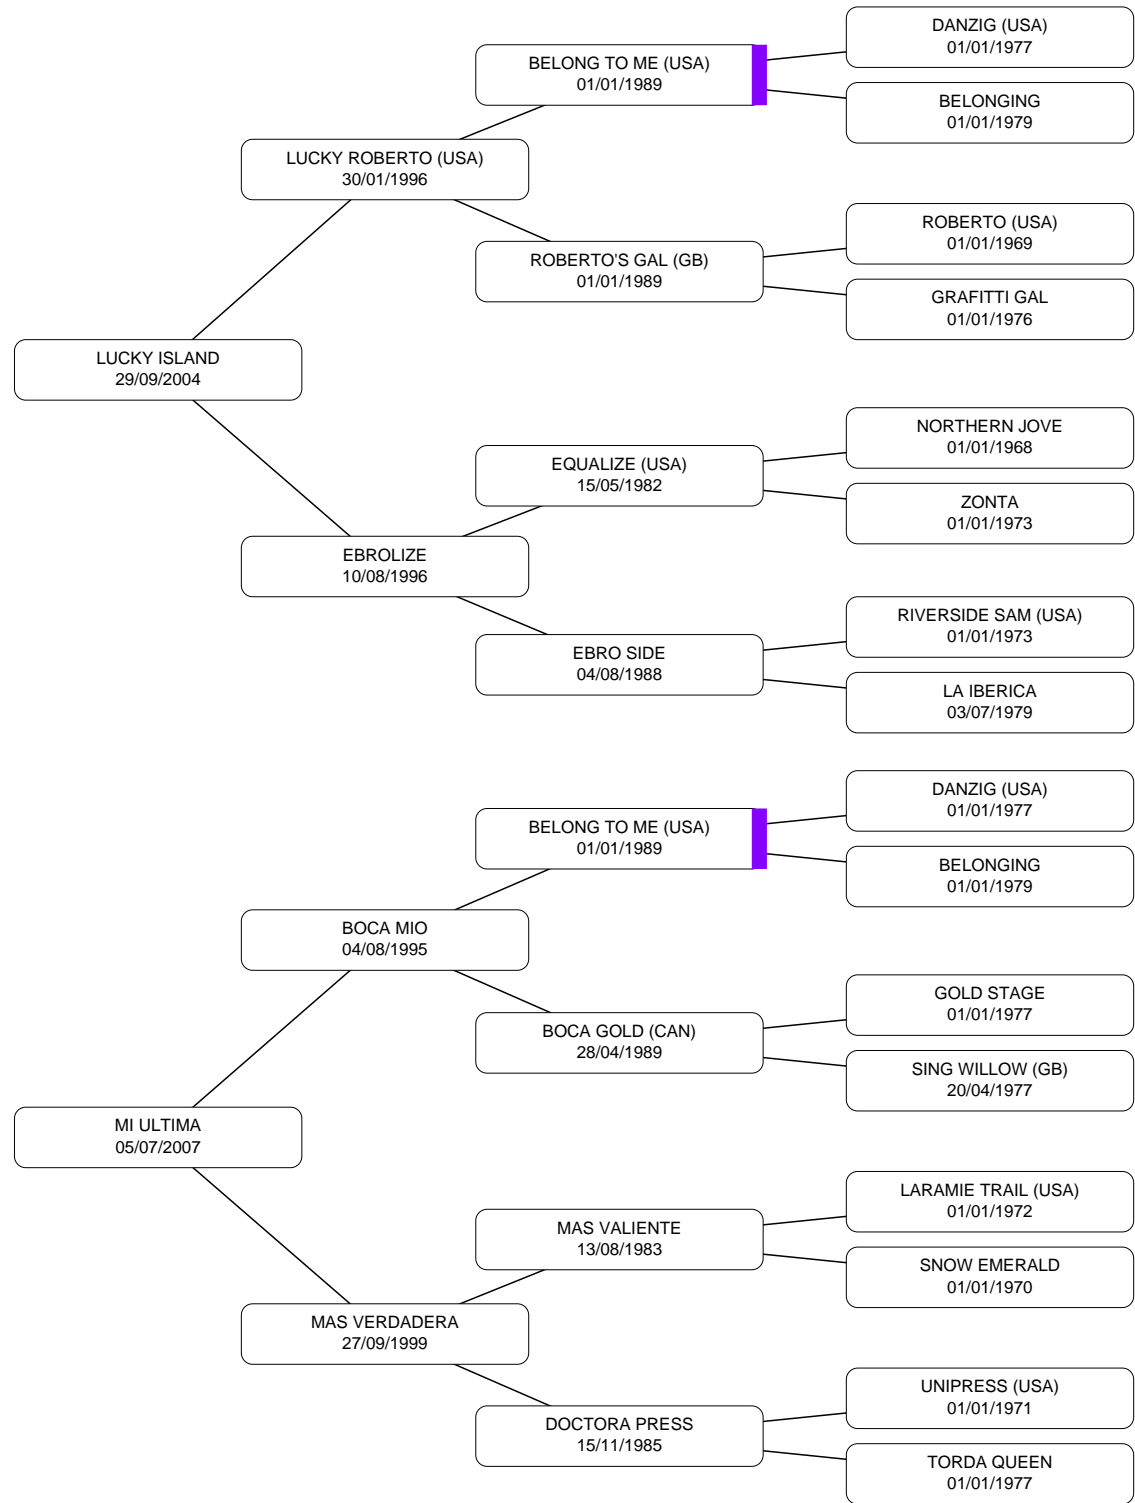 DANZIG (USA)
01/01/1977
BELONG TO ME (USA)
01/01/1989
BELONGING
01/01/1979
LUCKY ROBERTO (USA)
30/01/1996
ROBERTO (USA)
01/01/1969
ROBERTO'S GAL (GB)
01/01/1989
GRAFITTI GAL
01/01/1976
LUCKY ISLAND
29/09/2004
NORTHERN JOVE
01/01/1968
EQUALIZE (USA)
15/05/1982
ZONTA
01/01/1973
EBROLIZE
10/08/1996
RIVERSIDE SAM (USA)
01/01/1973
EBRO SIDE
04/08/1988
LA IBERICA
03/07/1979
DANZIG (USA)
01/01/1977
BELONG TO ME (USA)
01/01/1989
BELONGING
01/01/1979
BOCA MIO
04/08/1995
GOLD STAGE
01/01/1977
BOCA GOLD (CAN)
28/04/1989
SING WILLOW (GB)
20/04/1977
MI ULTIMA
05/07/2007
LARAMIE TRAIL (USA)
01/01/1972
MAS VALIENTE
13/08/1983
SNOW EMERALD
01/01/1970
MAS VERDADERA
27/09/1999
UNIPRESS (USA)
01/01/1971
DOCTORA PRESS
15/11/1985
TORDA QUEEN
01/01/1977